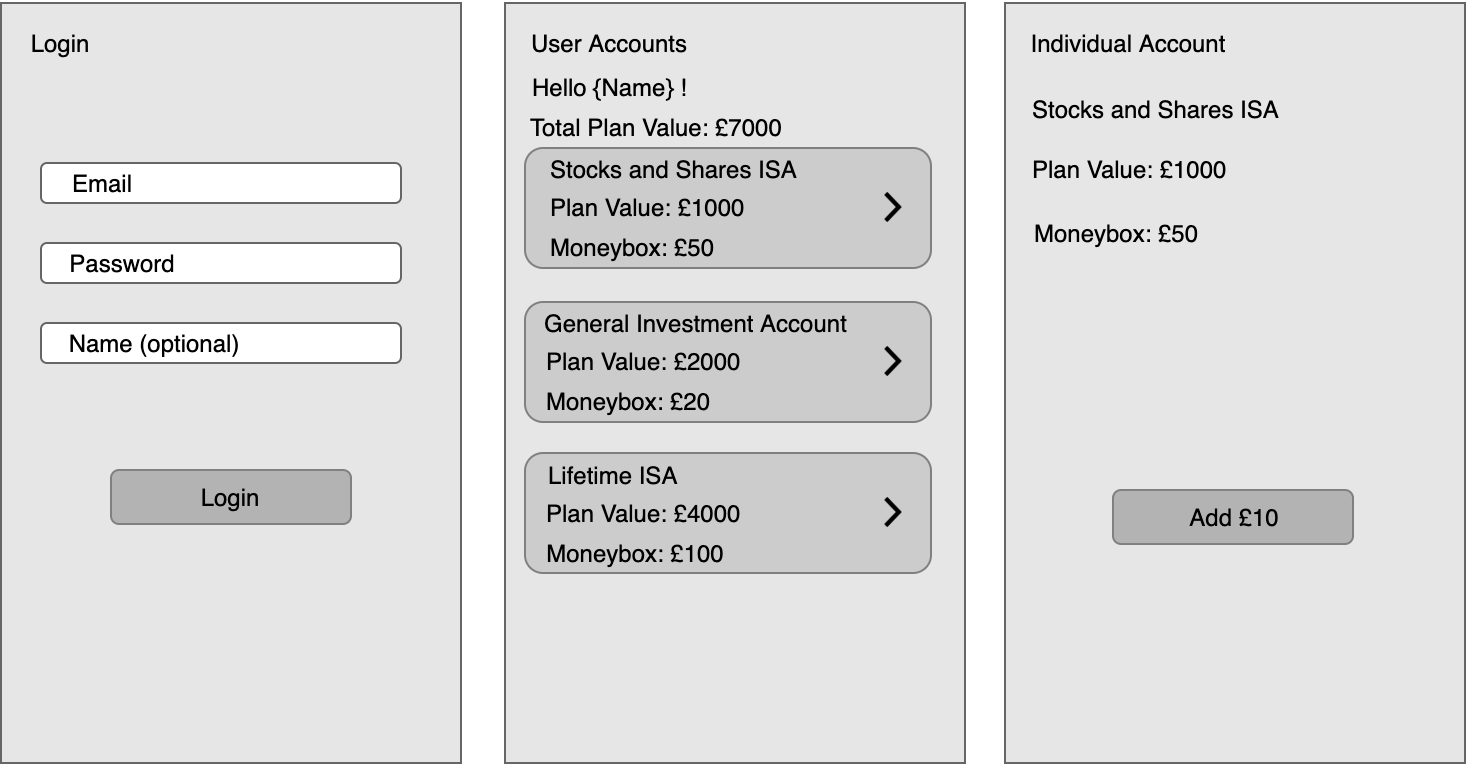 Login
Email
Password
Name (optional)
Login
User Accounts
Hello {Name} !
Total Plan Value: £7000
Stocks and Shares ISA
Plan Value: £1000
Moneybox: £50
General Investment Account
Plan Value: £2000
Moneybox: £20
Lifetime ISA
Plan Value: £4000
Moneybox: £100
Individual Account
Stocks and Shares ISA
Plan Value: £1000
Moneybox: £50
Add £10